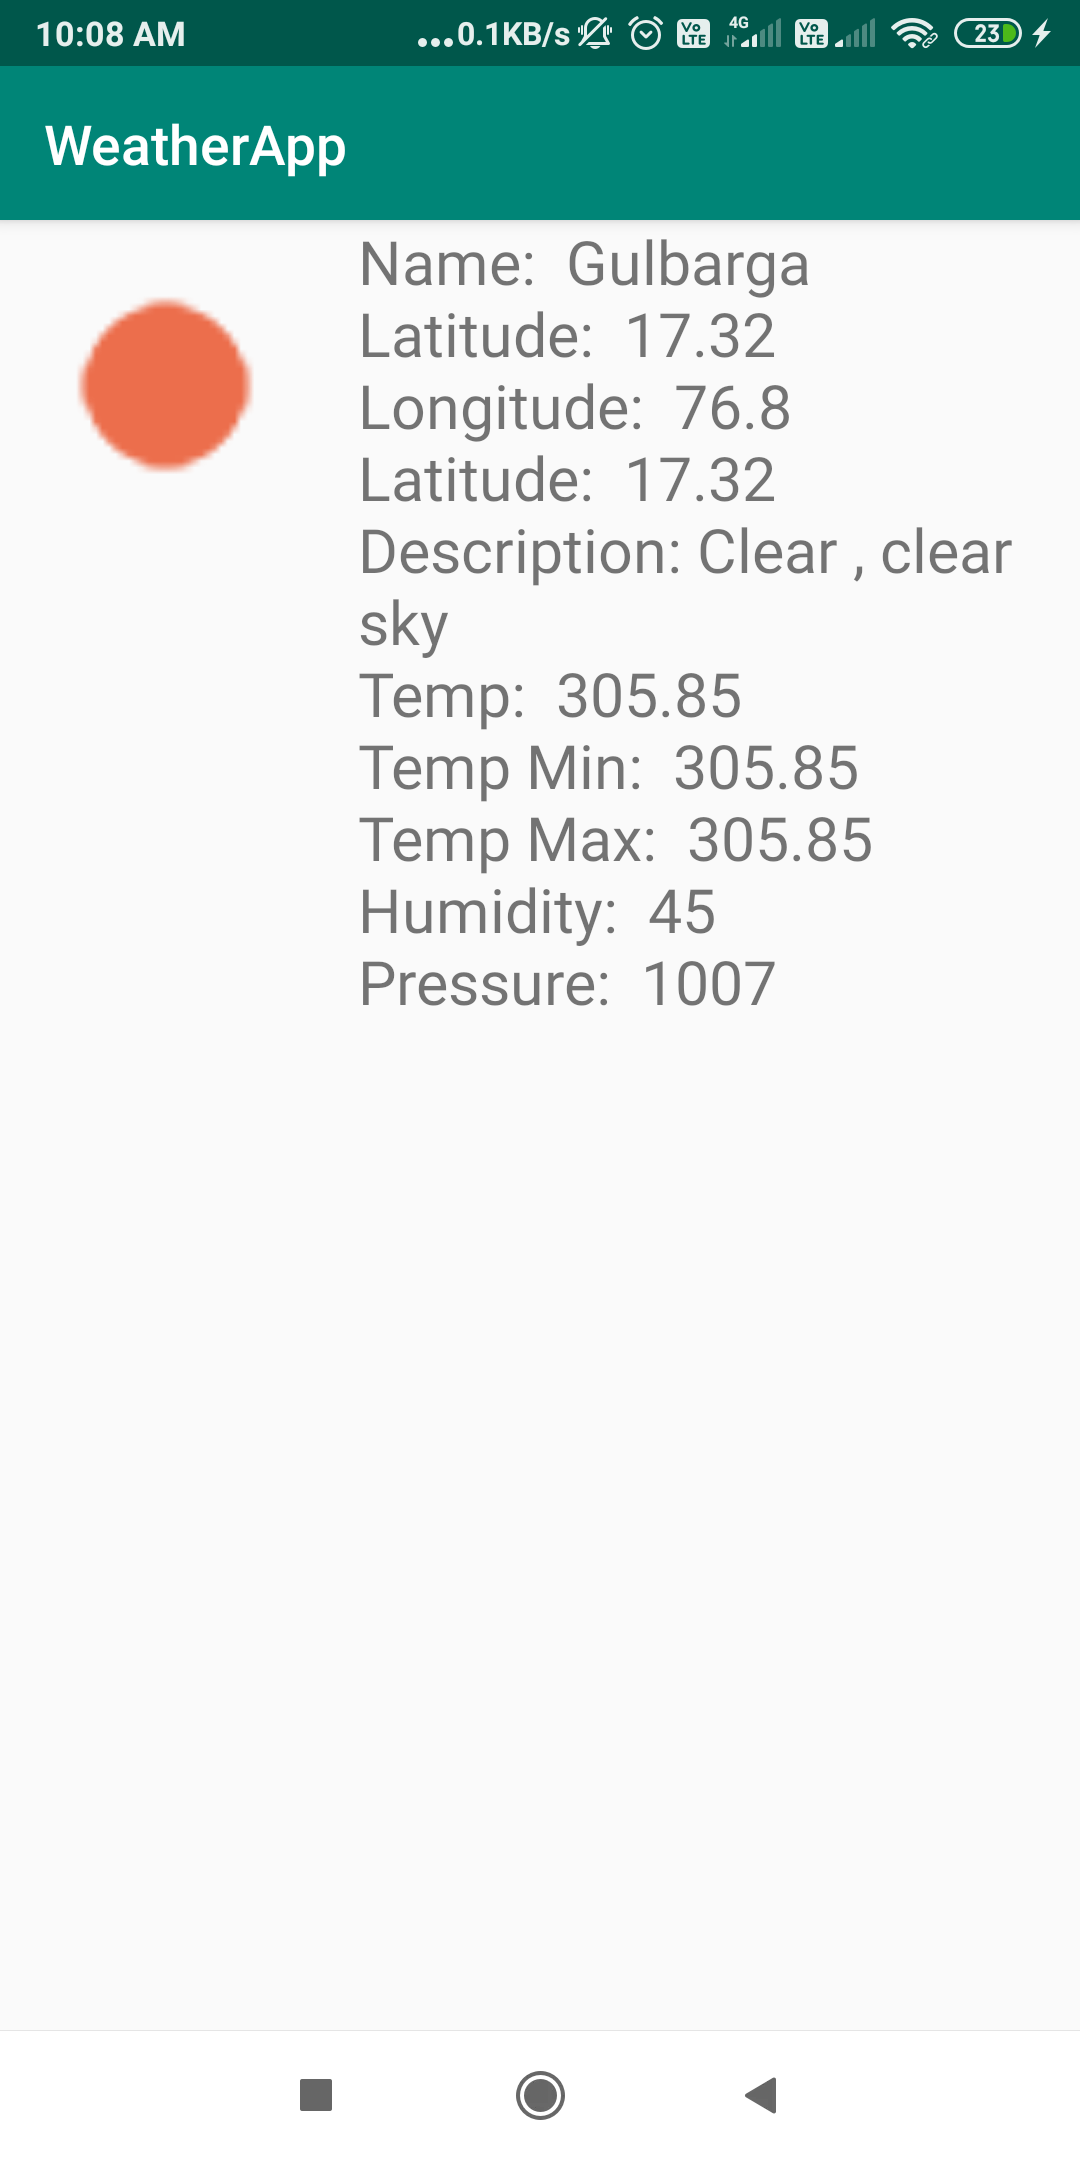 10:08 AM ...0.1KB/s Vo LTE 4G Vo LTE 23
WeatherApp
Name: Gulbarga
Latitude: 17.32
Longitude: 76.8
Latitude: 17.32
Description: Clear , clear
sky
Temp: 305.85
Temp Min: 305.85
Temp Max: 305.85
Humidity: 45
Pressure: 1007